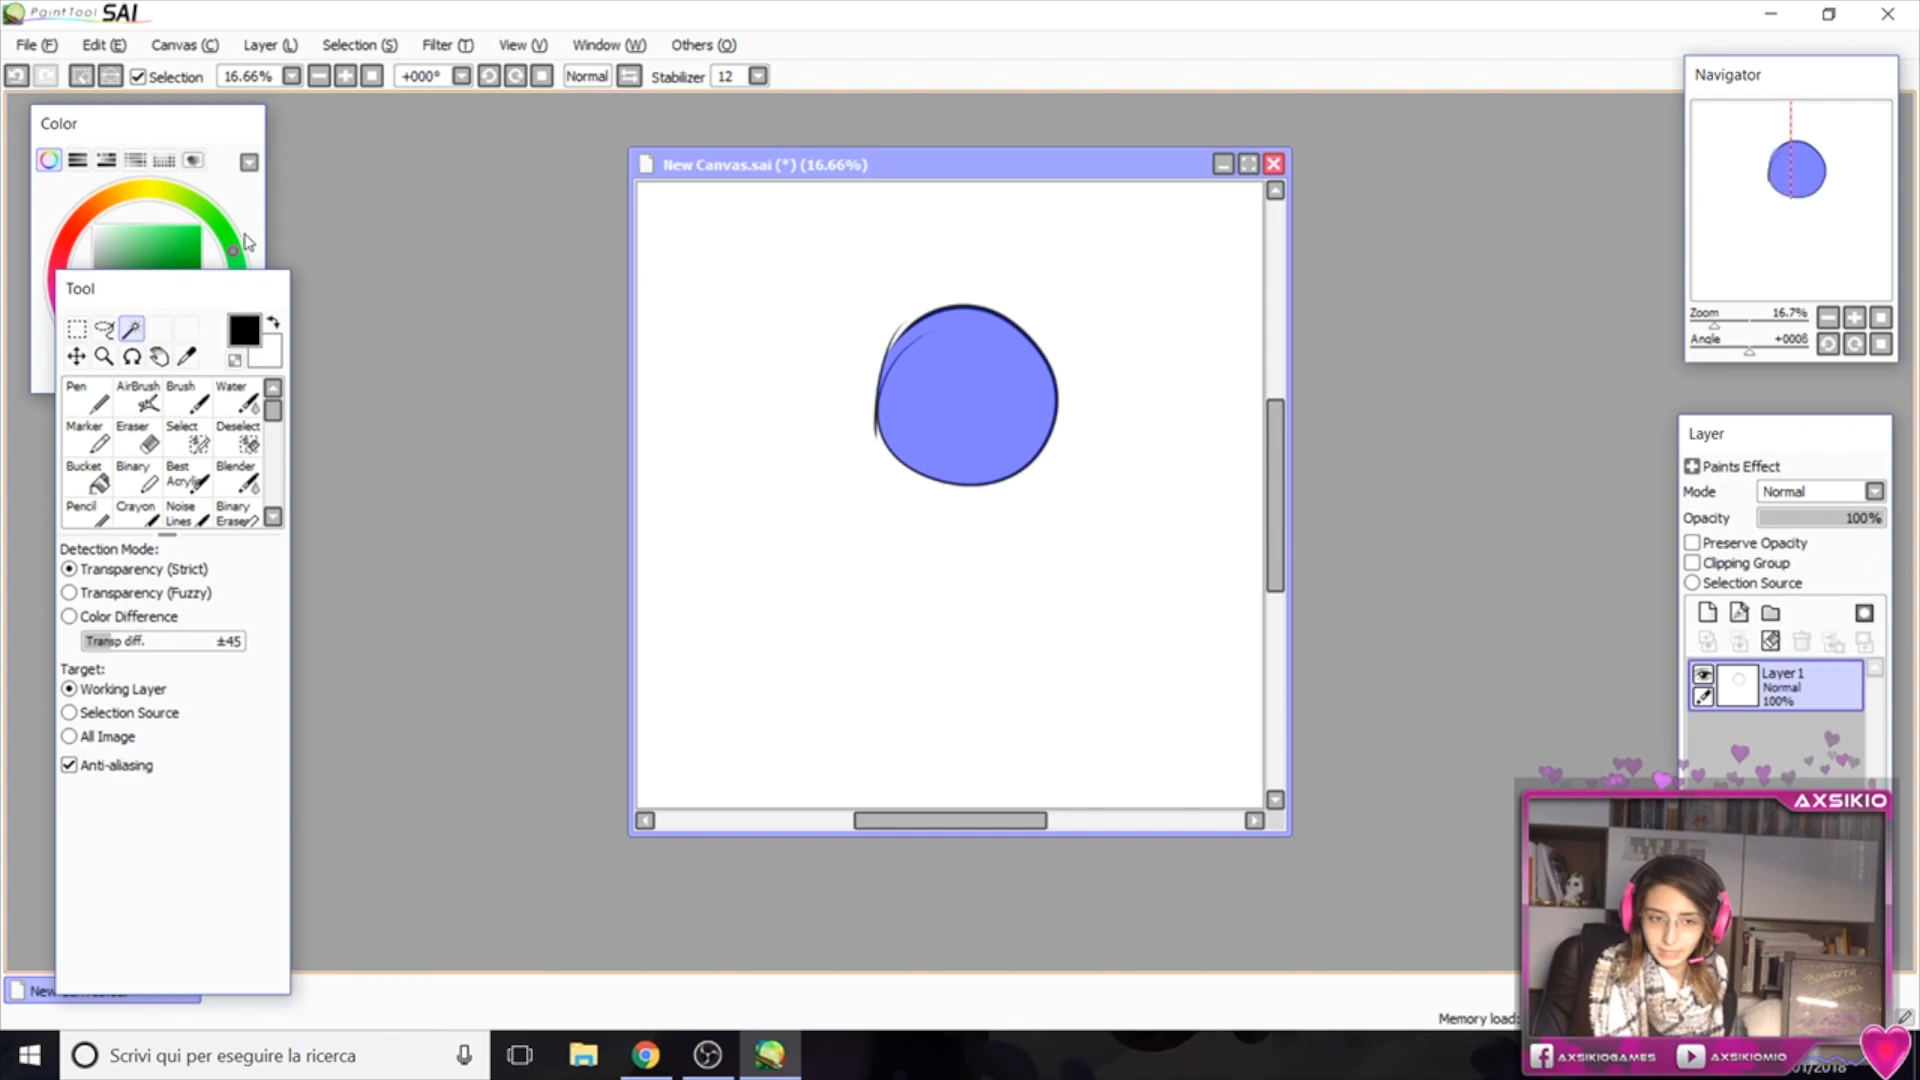 PaintTool SAI
File (F) Edit (E) Canvas (C) Layer (L) Selection (S) Filter (T) View (V) Window (W) Others (O)
Selection 16.66% +000° Normal Stabilizer 12
Navigator
Color
New Canvas.sai (*) (16.66%)
Tool
Zoom 16.7%
Angle
Pen AirBrush Brush Water
Marker Eraser Select Deselect
Bucket Binary Best Acrylic Blender
Pencil Crayon Noise Lines Binary Eraser
Detection Mode:
Transparency (Strict)
Transparency (Fuzzy)
Color Difference
Transp diff. ±45
Target:
Working Layer
Selection Source
All Image
Anti-aliasing
Layer
Paints Effect
Mode Normal
Opacity 100%
Preserve Opacity
Clipping Group
Selection Source
Layer1
Normal
100%
AXSIKIO
New
Memory load:
Scrivi qui per eseguire la ricerca
AXSIKIOGAMES AXSIKIOMIO
01/2018